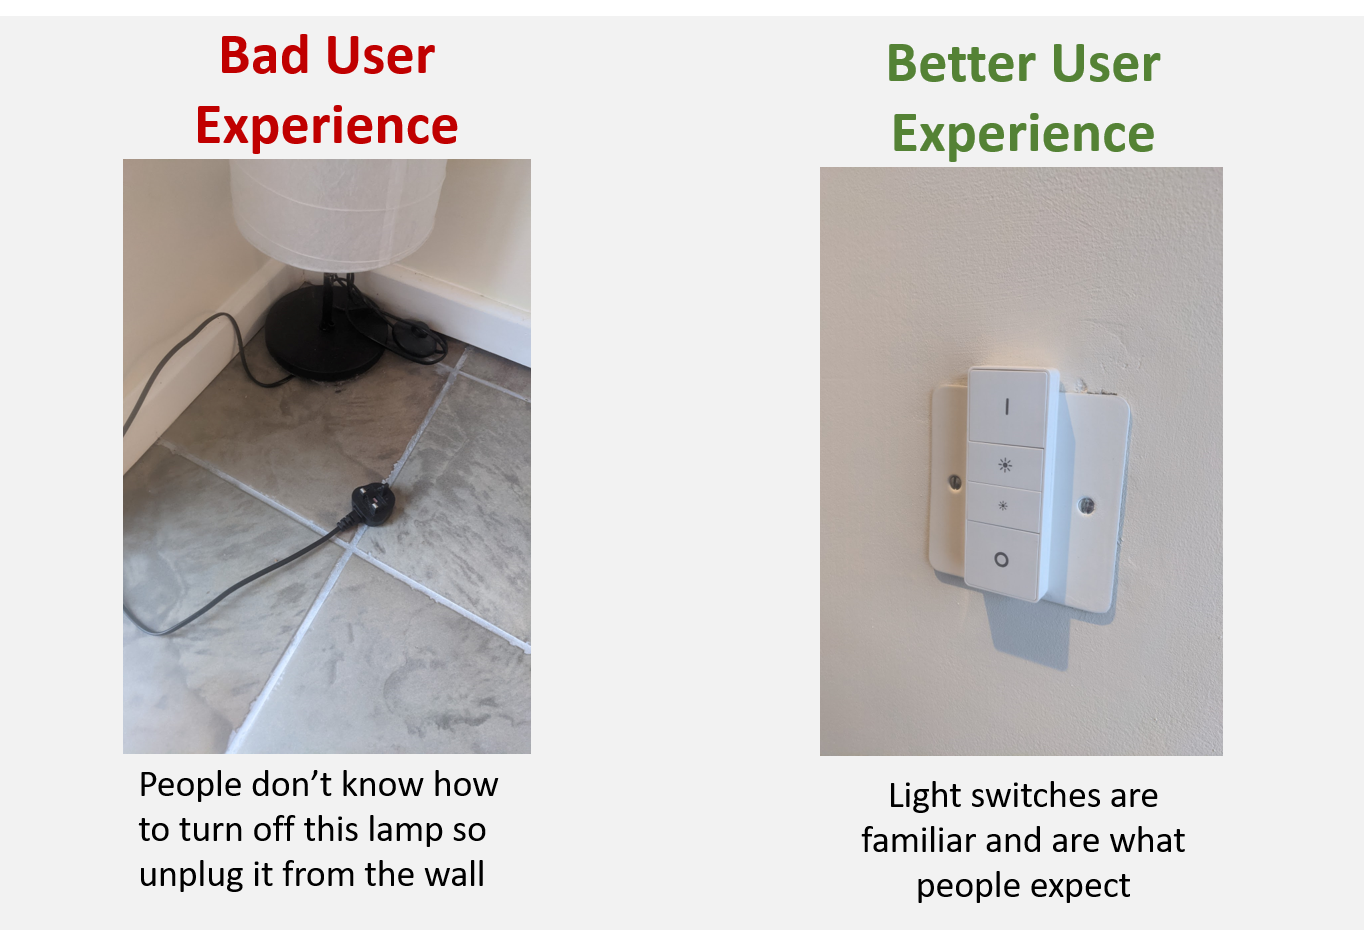 Bad User
Experience
People don’t know how
to turn off this lamp so
unplug it from the wall
Better User
Experience
Light switches are
familiar and are what
people expect